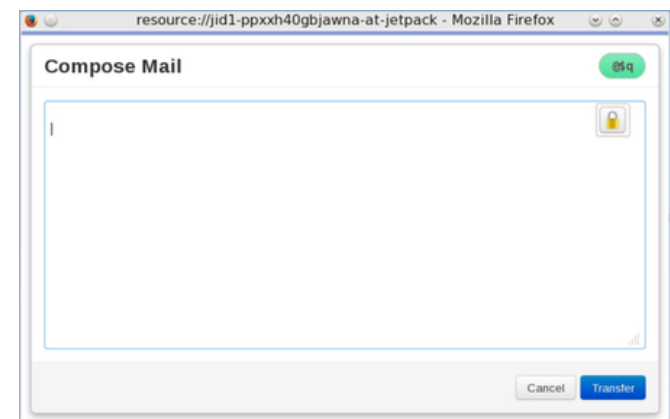 resource://jid1-ppxxh40gbjawna-at-jetpack - Mozilla Firefox
Compose Mail
Cancel Transfer